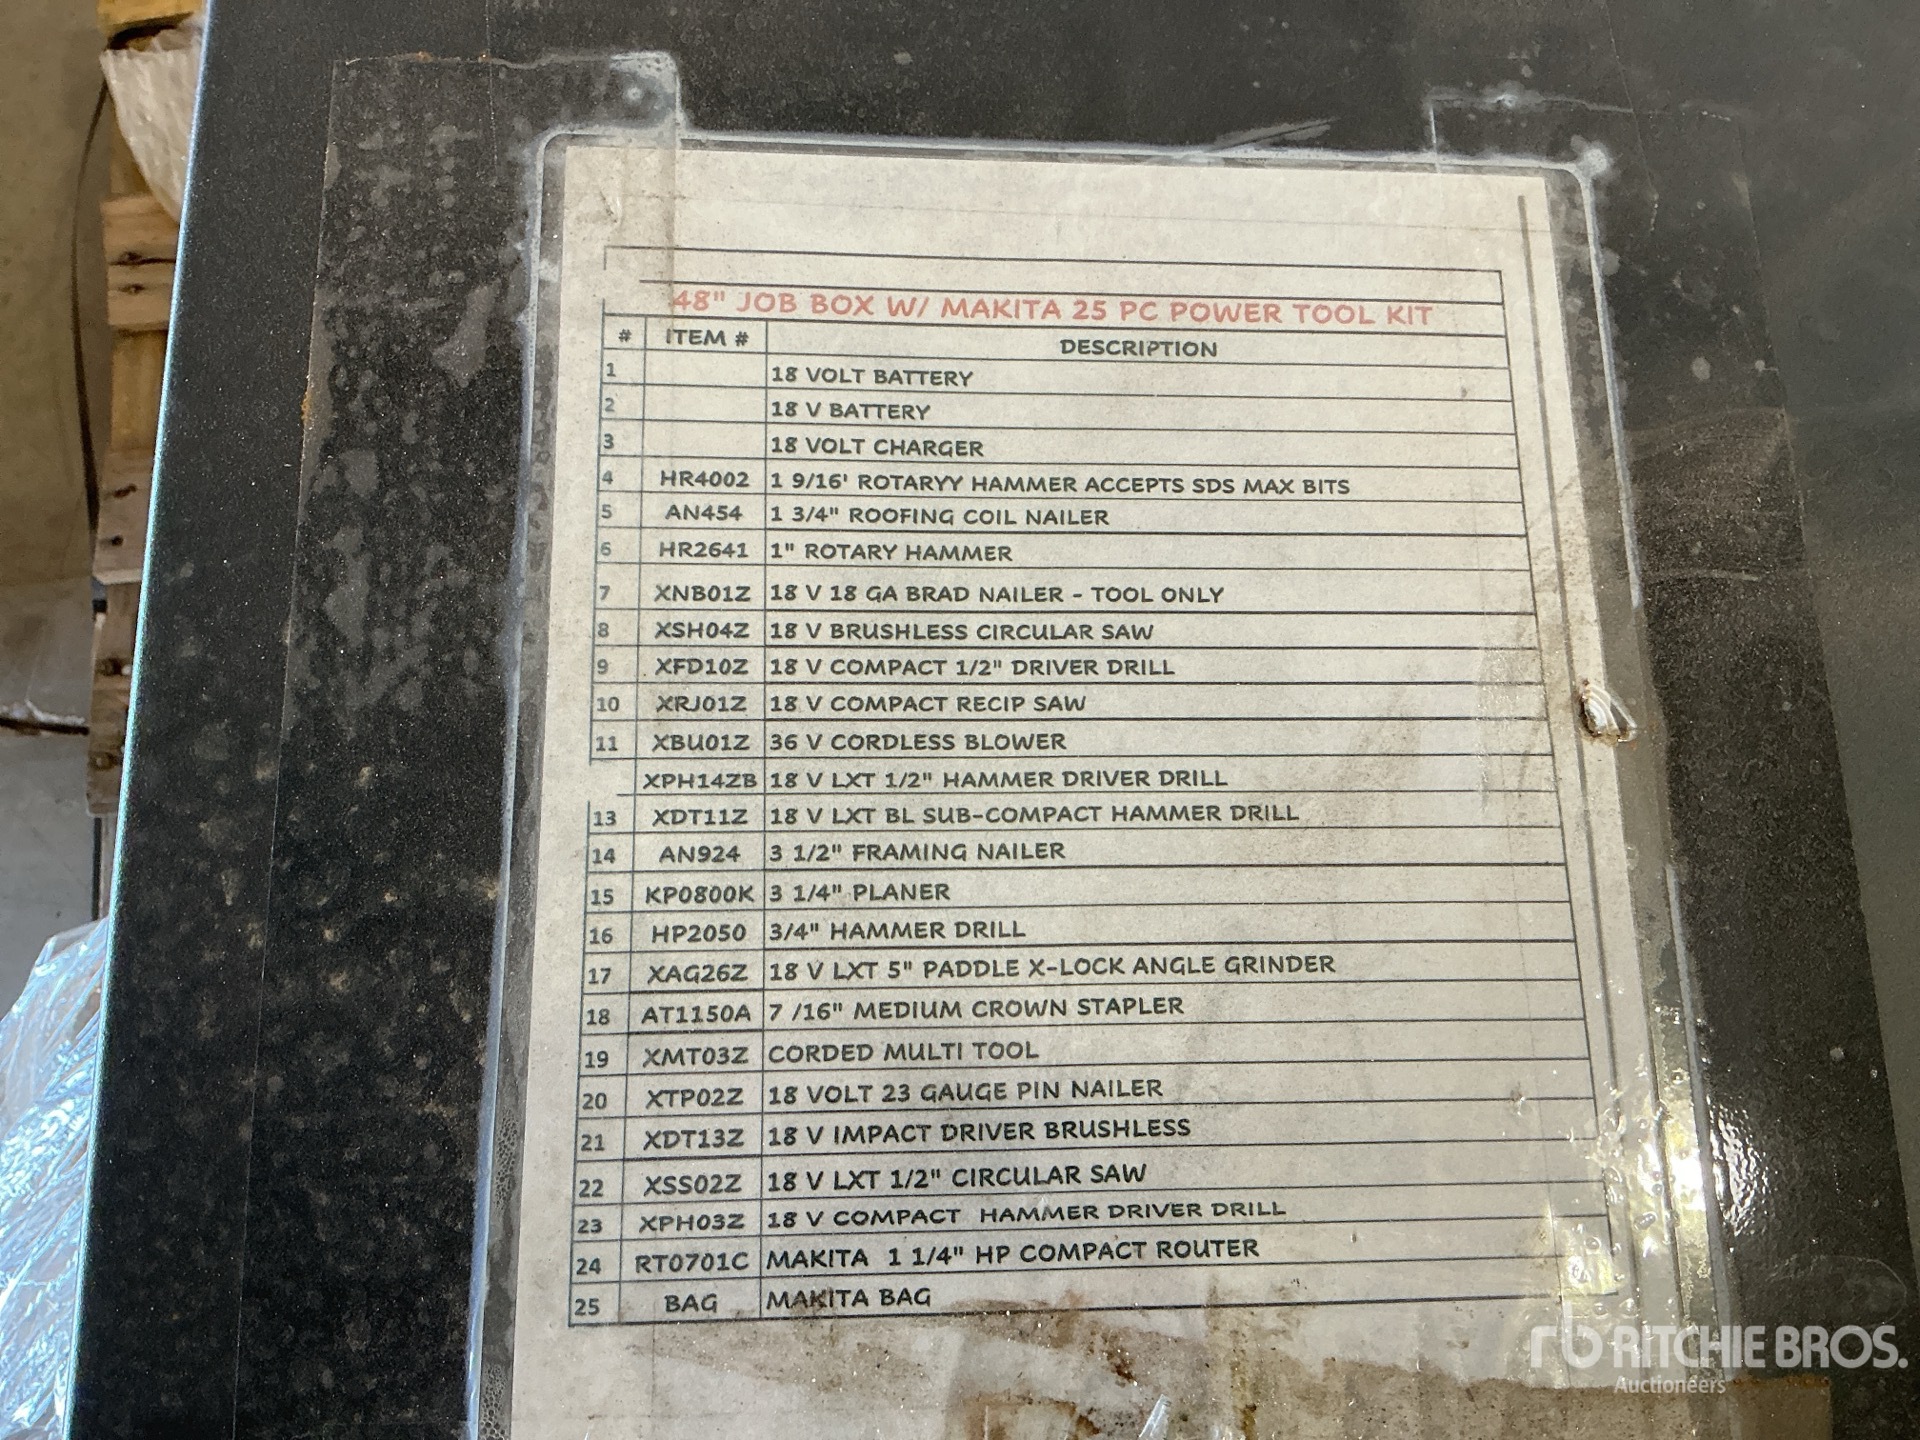 48" JOB BOX W/ MAKITA 25 PC POWER TOOL KIT
# ITEM # DESCRIPTION
1 18 VOLT BATTERY
2 18 V BATTERY
3 18 VOLT CHARGER
4 HR4002 1 9/16' ROTARYY HAMMER ACCEPTS SDS MAX BITS
5 AN454 1 3/4" ROOFING COIL NAILER
6 HR2641 1" ROTARY HAMMER
7 XNB01Z 18 V 18 GA BRAD NAILER - TOOL ONLY
8 XSH04Z 18 V BRUSHLESS CIRCULAR SAW
9 XFD10Z 18 V COMPACT 1/2" DRIVER DRILL
10 XRJ01Z 18 V COMPACT RECIP SAW
11 XBU01Z 36 V CORDLESS BLOWER
XPH14ZB 18 V LXT 1/2" HAMMER DRIVER DRILL
13 XDT11Z 18 V LXT BL SUB-COMPACT HAMMER DRILL
14 AN924 3 1/2" FRAMING NAILER
15 KP0800K 3 1/4" PLANER
16 HP2050 3/4" HAMMER DRILL
17 XAG26Z 18 V LXT 5" PADDLE X-LOCK ANGLE GRINDER
18 AT1150A 7 /16" MEDIUM CROWN STAPLER
19 XMT03Z CORDED MULTI TOOL
20 XTP02Z 18 VOLT 23 GAUGE PIN NAILER
21 XDT13Z 18 V IMPACT DRIVER BRUSHLESS
22 XSS02Z 18 V LXT 1/2" CIRCULAR SAW
23 XPH03Z 18 V COMPACT HAMMER DRIVER DRILL
24 RT0701C MAKITA 1 1/4" HP COMPACT ROUTER
25 BAG MAKITA BAG
rb RITCHIE BROS.
Auctioneers